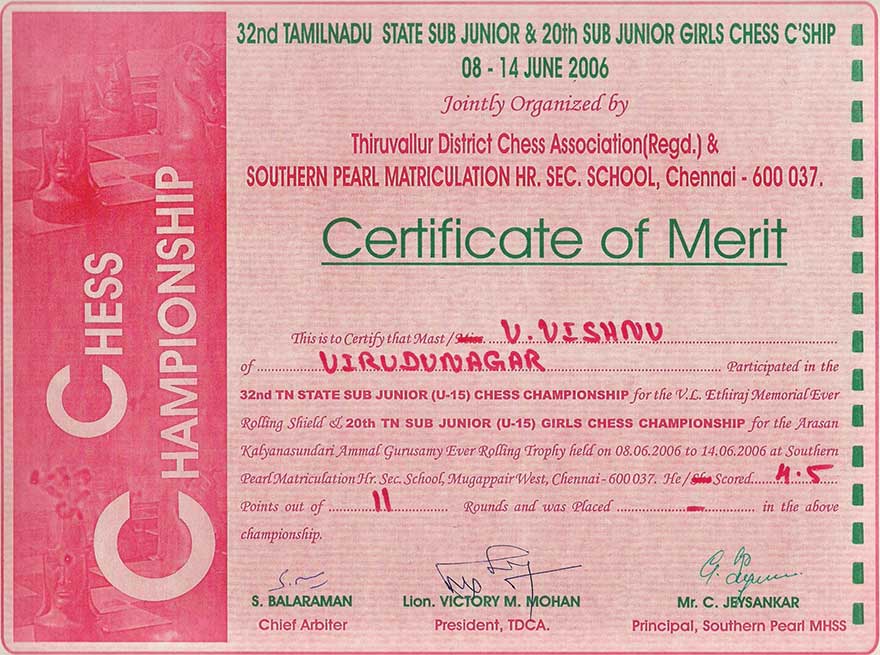 32nd TAMILNADU STATE SUB JUNIOR & 20th SUB JUNIOR GIRLS CHESS C'SHIP
08 - 14 JUNE 2006
Jointly Organized by
Thiruvallur District Chess Association(Regd.) &
SOUTHERN PEARL MATRICULATION HR. SEC. SCHOOL, Chennai - 600 037.
Certificate of Merit
CHESS
CHAMPIONSHIP
This is to Certify that Mast / Miss. V. VISHNU
of VIRUDUNAGAR Participated in the
32nd TN STATE SUB JUNIOR (U-15) CHESS CHAMPIONSHIP for the V.L. Ethiraj Memorial Ever
Rolling Shield & 20th TN SUB JUNIOR (U-15) GIRLS CHESS CHAMPIONSHIP for the Arasan
Kalyanasundari Ammal Gurusamy Ever Rolling Trophy held on 08.06.2006 to 14.06.2006 at Southern
Pearl Matriculation Hr. Sec. School, Mugappair West, Chennai - 600 037. He / She Scored 4.5
Points out of 11 Rounds and was Placed - in the above
championship.
S. BALARAMAN Lion. VICTORY M. MOHAN Mr. C. JEYSANKAR
Chief Arbiter President, TDCA. Principal, Southern Pearl MHSS